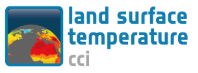 land surface
temperature
cci